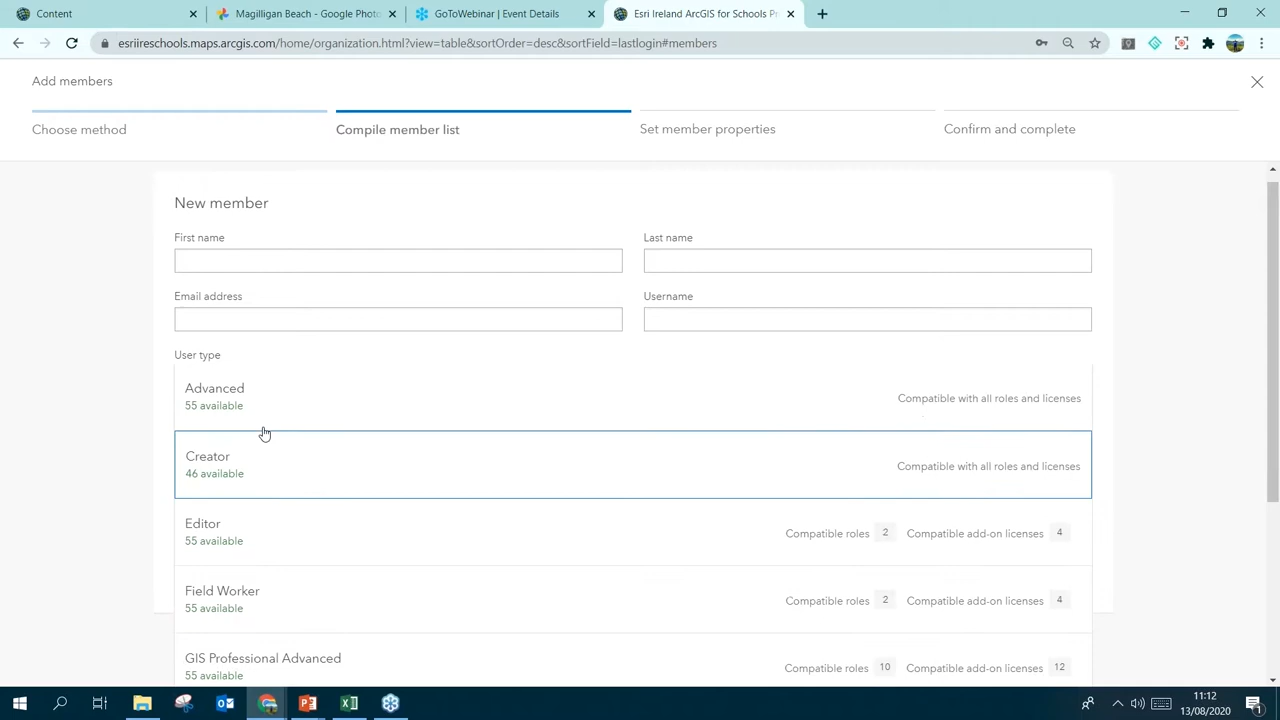 Content
Magilligan Beach - Google Photo
GoToWebinar | Event Details
Esri Ireland ArcGIS for Schools Pr
esriireschools.maps.arcgis.com/home/organization.html?view=table&sortOrder=desc&sortField=lastlogin#members
Add members
Choose method
Compile member list
Set member properties
Confirm and complete
New member
First name
Last name
Email address
Username
User type
Advanced
55 available
Compatible with all roles and licenses
Creator
46 available
Compatible with all roles and licenses
Editor
55 available
Compatible roles 2 Compatible add-on licenses 4
Field Worker
55 available
Compatible roles 2 Compatible add-on licenses 4
GIS Professional Advanced
55 available
Compatible roles 10 Compatible add-on licenses 12
11:12
13/08/2020